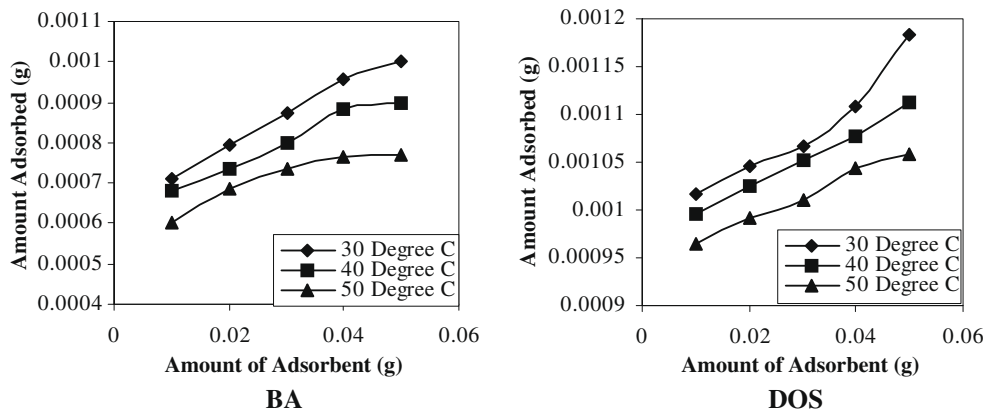 0.0011
0.001
0.0009
0.0008
0.0007
0.0006
0.0005
0.0004
Amount Adsorbed (g)
30 Degree C
40 Degree C
50 Degree C
0
0.02
0.04
0.06
Amount of Adsorbent (g)
BA
0.0012
0.00115
0.0011
0.00105
0.001
0.00095
0.0009
Amount Adsorbed (g)
30 Degree C
40 Degree C
50 Degree C
0
0.02
0.04
0.06
Amount of Adsorbent (g)
DOS